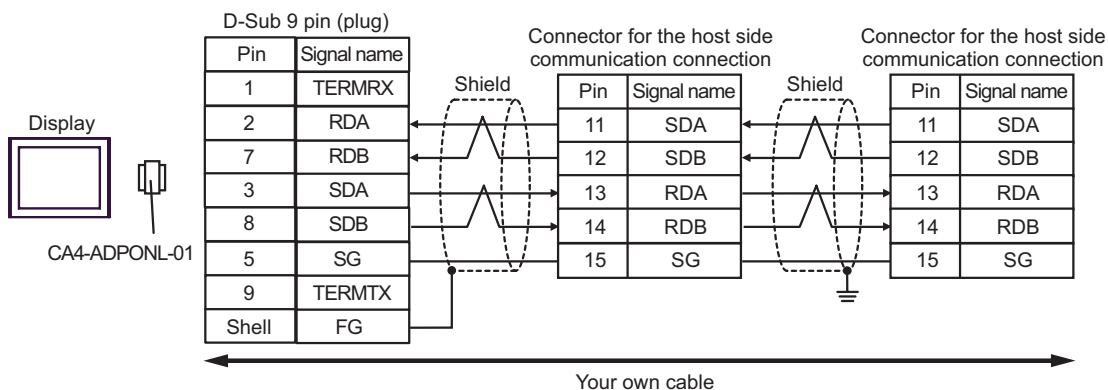 D-Sub 9 pin (plug)
Connector for the host side
communication connection
Connector for the host side
communication connection
Pin Signal name
1 TERMRX
2 RDA
7 RDB
3 SDA
8 SDB
5 SG
9 TERMTX
Shell FG
Shield
Pin Signal name
11 SDA
12 SDB
13 RDA
14 RDB
15 SG
Shield
Pin Signal name
11 SDA
12 SDB
13 RDA
14 RDB
15 SG
Display
CA4-ADPONL-01
Your own cable